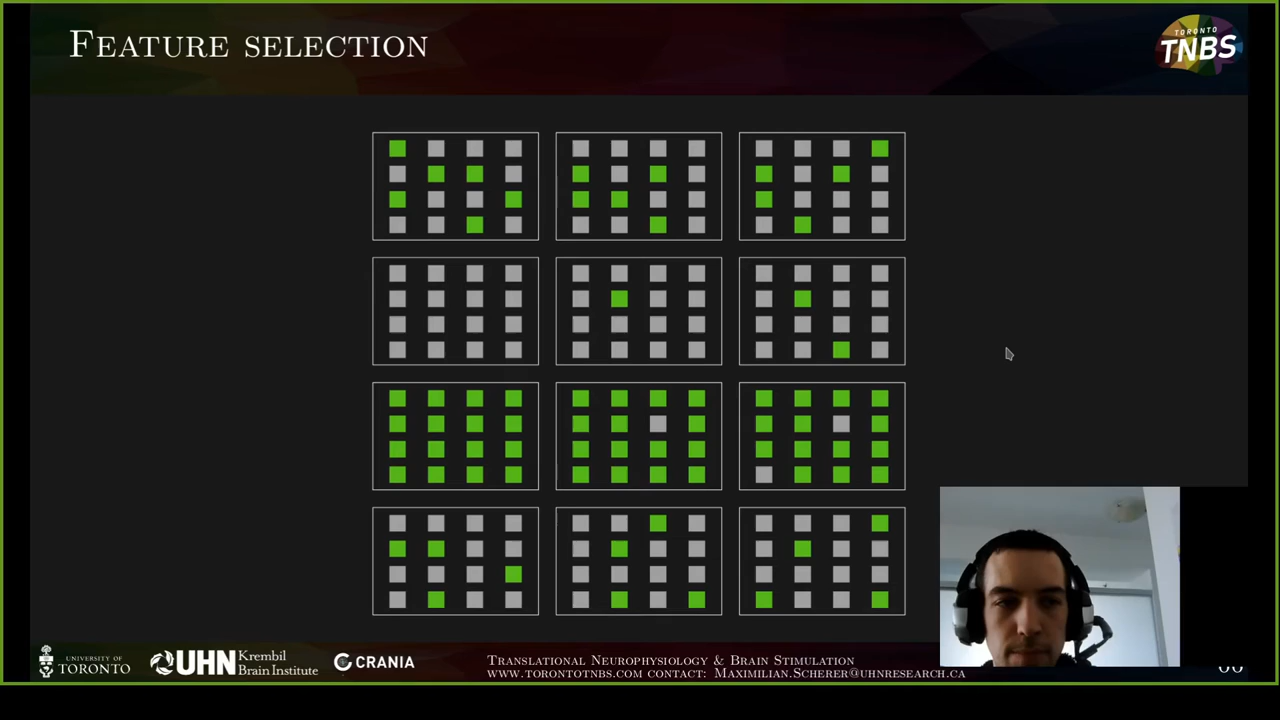 Feature selection
TORONTO
TNBS
UNIVERSITY OF
TORONTO
UHN Krembil
Brain Institute
CRANIA
Translational Neurophysiology & Brain Stimulation
www.torontotnbs.com contact: Maximilian.Scherer@uhnresearch.ca